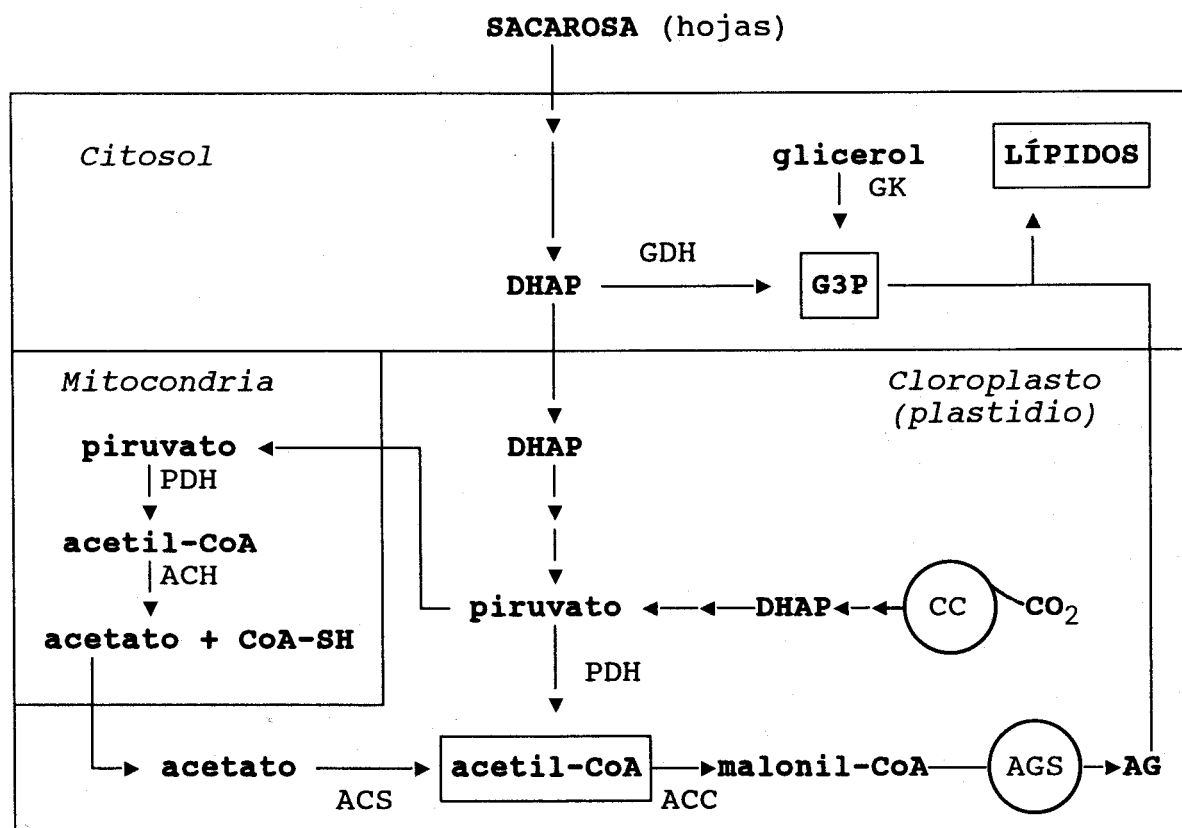 SACAROSA (hojas)
Citosol
glicerol
LÍPIDOS
GK
GDH
DHAP
G3P
Mitocondria
Cloroplasto
(plastidio)
piruvato
DHAP
PDH
acetil-CoA
ACH
piruvato
DHAP
CC
CO2
acetato + CoA-SH
PDH
acetato
acetil-CoA
malonil-CoA
AGS
AG
ACS
ACC